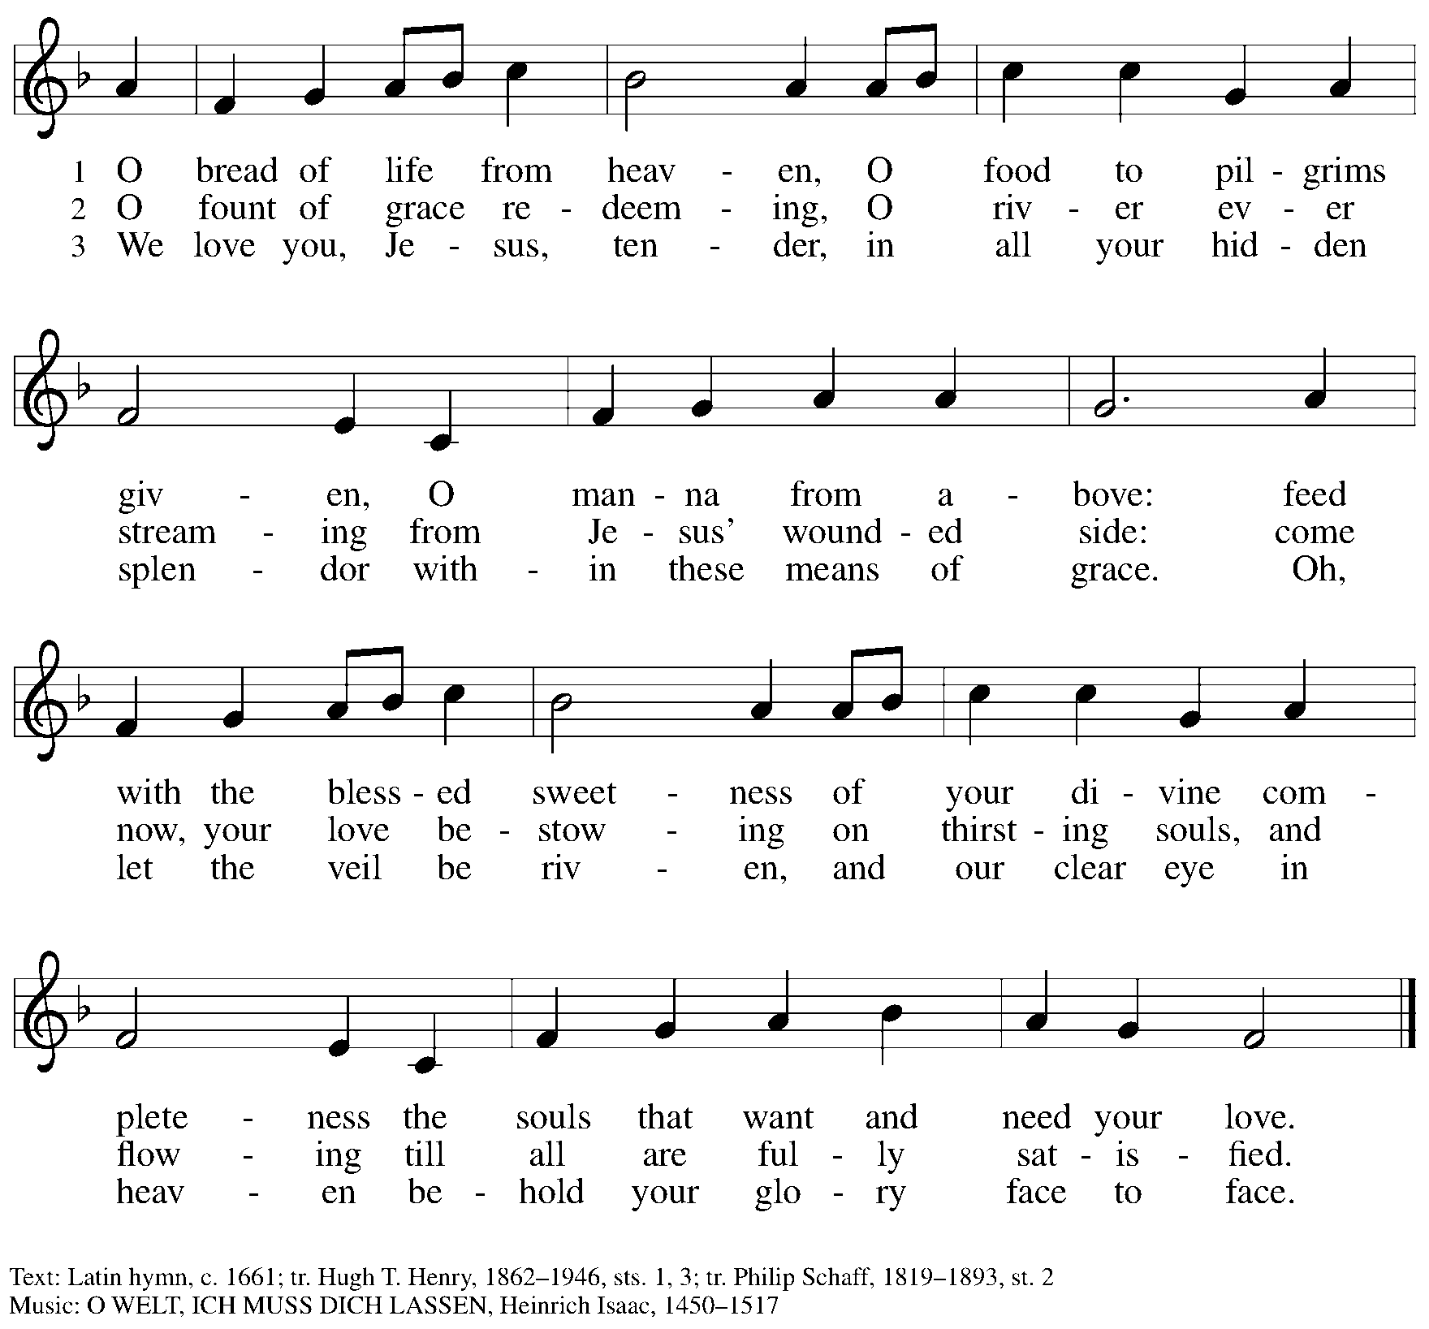 1 O bread of life from heav - en, O food to pil - grims
2 O fount of grace re - deem - ing, O riv - er ev - er
3 We love you, Je - sus, ten - der, in all your hid - den
giv - en, O man - na from a - bove: feed
stream - ing from Je - sus’ wound - ed side: come
splen - dor with - in these means of grace. Oh,
with the bless - ed sweet - ness of your di - vine com -
now, your love be - stow - ing on thirst - ing souls, and
let the veil be riv - en, and our clear eye in
plete - ness the souls that want and need your love.
flow - ing till all are ful - ly sat - is - fied.
heav - en be - hold your glo - ry face to face.
Text: Latin hymn, c. 1661; tr. Hugh T. Henry, 1862–1946, sts. 1, 3; tr. Philip Schaff, 1819–1893, st. 2
Music: O WELT, ICH MUSS DICH LASSEN, Heinrich Isaac, 1450–1517